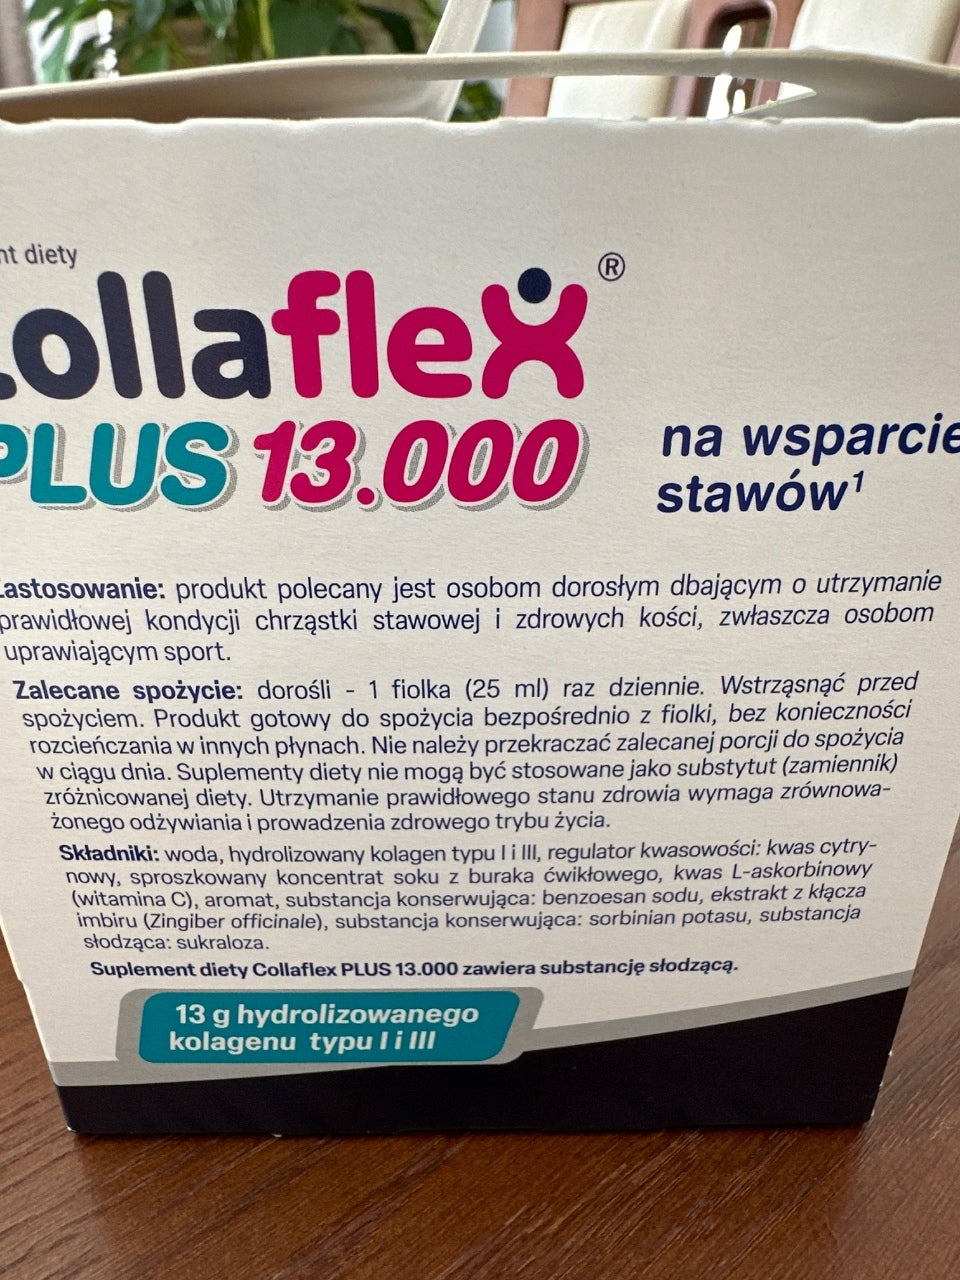 nt diety
Collaflex®
PLUS 13.000
na wsparcie
stawów¹
Zastosowanie: produkt polecany jest osobom dorosłym dbającym o utrzymanie
prawidłowej kondycji chrząstki stawowej i zdrowych kości, zwłaszcza osobom
uprawiającym sport.
Zalecane spożycie: dorośli - 1 fiolka (25 ml) raz dziennie. Wstrząsnąć przed
spożyciem. Produkt gotowy do spożycia bezpośrednio z fiolki, bez konieczności
rozcieńczania w innych płynach. Nie należy przekraczać zalecanej porcji do spożycia
w ciągu dnia. Suplementy diety nie mogą być stosowane jako substytut (zamiennik)
zróżnicowanej diety. Utrzymanie prawidłowego stanu zdrowia wymaga zrównowa-
żonego odżywiania i prowadzenia zdrowego trybu życia.
Składniki: woda, hydrolizowany kolagen typu I i III, regulator kwasowości: kwas cytry-
nowy, sproszkowany koncentrat soku z buraka ćwikłowego, kwas L-askorbinowy
(witamina C), aromat, substancja konserwująca: benzoesan sodu, ekstrakt z kłącza
imbiru (Zingiber officinale), substancja konserwująca: sorbinian potasu, substancja
słodząca: sukraloza.
Suplement diety Collaflex PLUS 13.000 zawiera substancję słodzącą.
13 g hydrolizowanego
kolagenu typu I i III